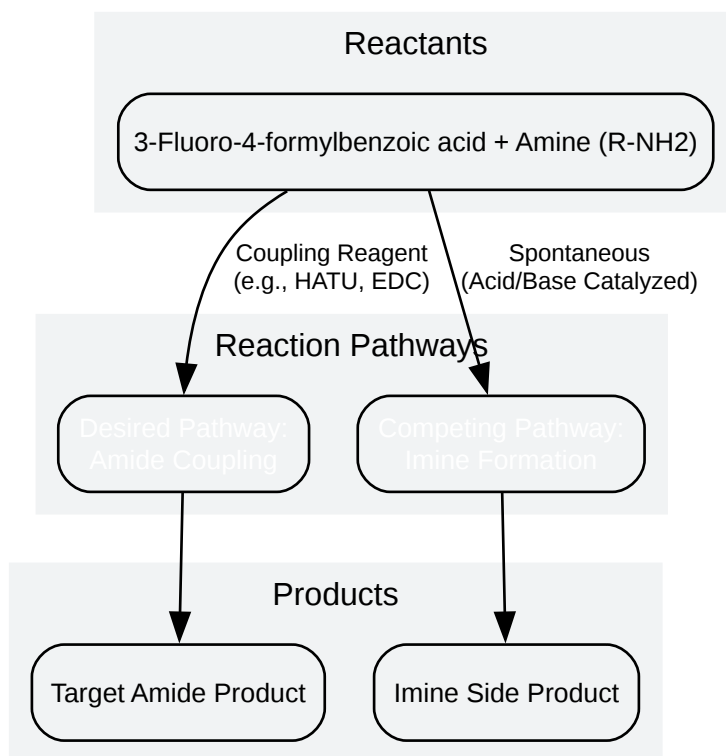 Reactants
3-Fluoro-4-formylbenzoic acid + Amine (R-NH2)
Coupling Reagent
(e.g., HATU, EDC)
Spontaneous
(Acid/Base Catalyzed)
Reaction Pathways
Desired Pathway:
Amide Coupling
Competing Pathway:
Imine Formation
Products
Target Amide Product
Imine Side Product